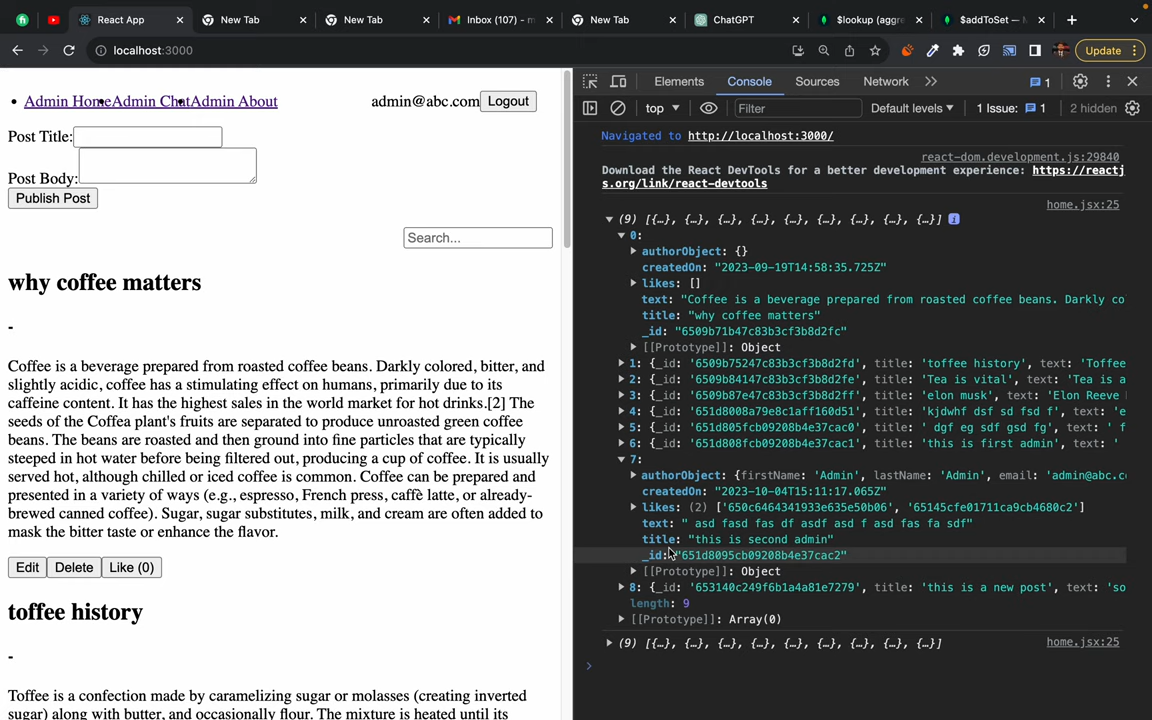 React App
New Tab
New Tab
Inbox (107) - m
New Tab
ChatGPT
$lookup (aggre
$addToSet —
localhost:3000
Update
Admin Home
Admin Chat
Admin About
admin@abc.com
Logout
Post Title:
Post Body:
Publish Post
Search...
why coffee matters
-
Coffee is a beverage prepared from roasted coffee beans. Darkly colored, bitter, and
slightly acidic, coffee has a stimulating effect on humans, primarily due to its
caffeine content. It has the highest sales in the world market for hot drinks.[2] The
seeds of the Coffea plant's fruits are separated to produce unroasted green coffee
beans. The beans are roasted and then ground into fine particles that are typically
steeped in hot water before being filtered out, producing a cup of coffee. It is usually
served hot, although chilled or iced coffee is common. Coffee can be prepared and
presented in a variety of ways (e.g., espresso, French press, caffè latte, or already-
brewed canned coffee). Sugar, sugar substitutes, milk, and cream are often added to
mask the bitter taste or enhance the flavor.
Edit Delete Like (0)
toffee history
-
Toffee is a confection made by caramelizing sugar or molasses (creating inverted
sugar) along with butter, and occasionally flour. The mixture is heated until its
Elements Console Sources Network 1
top Filter Default levels 1 Issue: 1 2 hidden
Navigated to http://localhost:3000/
react-dom.development.js:29840
Download the React DevTools for a better development experience: https://reactj
s.org/link/react-devtools
home.jsx:25
(9) [{…}, {…}, {…}, {…}, {…}, {…}, {…}, {…}, {…}] i
0:
authorObject: {}
createdOn: "2023-09-19T14:58:35.725Z"
likes: []
text: "Coffee is a beverage prepared from roasted coffee beans. Darkly co
title: "why coffee matters"
_id: "6509b71b47c83b3cf3b8d2fc"
[[Prototype]]: Object
1: {_id: '6509b75247c83b3cf3b8d2fd', title: 'toffee history', text: 'Toffee
2: {_id: '6509b84147c83b3cf3b8d2fe', title: 'Tea is vital', text: 'Tea is a
3: {_id: '6509b87e47c83b3cf3b8d2ff', title: 'elon musk', text: 'Elon Reeve
4: {_id: '651d8008a79e8c1aff160d51', title: 'kjdwhf dsf sd fsd f', text: 'e
5: {_id: '651d805fcb09208b4e37cac0', title: ' dgf eg sdf gsd fg', text: ' f
6: {_id: '651d808fcb09208b4e37cac1', title: 'this is first admin', text: '
7:
authorObject: {firstName: 'Admin', lastName: 'Admin', email: 'admin@abc.co
createdOn: "2023-10-04T15:11:17.065Z"
likes: (2) ['650c6464341933e635e50b06', '65145cfe01711ca9cb4680c2']
text: " asd fasd fas df asdf asd f asd fas fa sdf"
title: "this is second admin"
_id: "651d8095cb09208b4e37cac2"
[[Prototype]]: Object
8: {_id: '653140c249f6b1a4a81e7279', title: 'this is a new post', text: 'so
length: 9
[[Prototype]]: Array(0)
(9) [{…}, {…}, {…}, {…}, {…}, {…}, {…}, {…}, {…}]
home.jsx:25